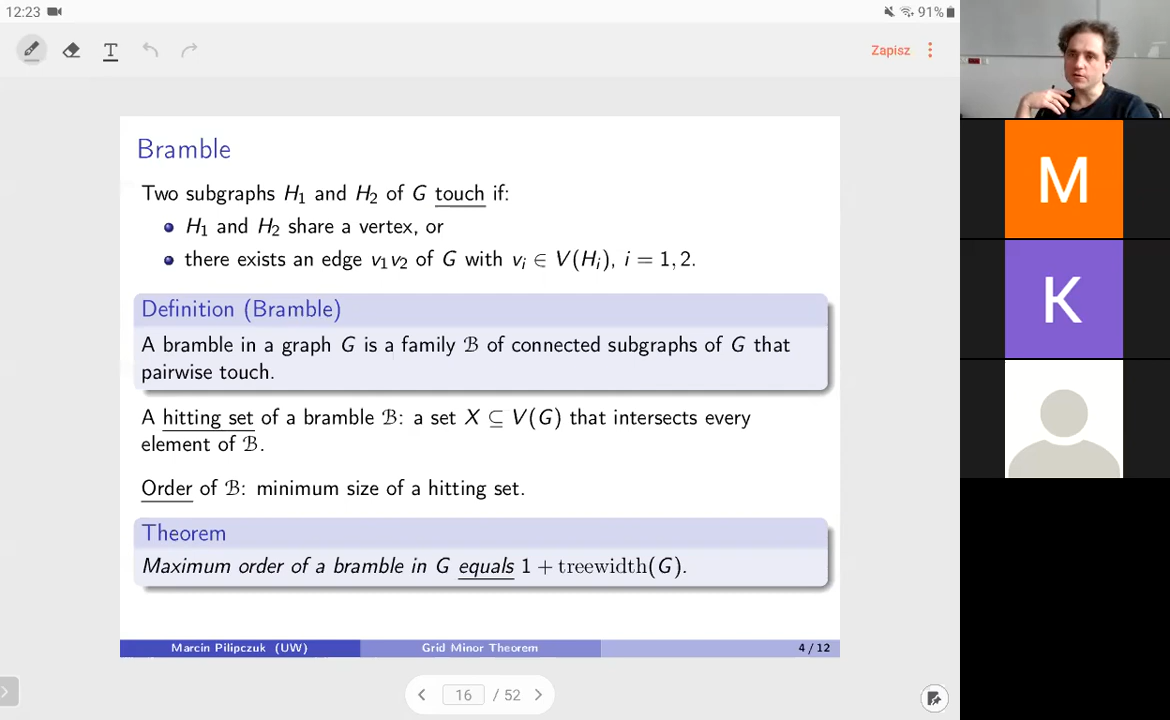 12:23
91%
T
Zapisz
Bramble
Two subgraphs H₁ and H₂ of G touch if:
H₁ and H₂ share a vertex, or
there exists an edge v₁v₂ of G with vᵢ ∈ V(Hᵢ), i = 1, 2.
Definition (Bramble)
A bramble in a graph G is a family ℬ of connected subgraphs of G that
pairwise touch.
A hitting set of a bramble ℬ: a set X ⊆ V(G) that intersects every
element of ℬ.
Order of ℬ: minimum size of a hitting set.
Theorem
Maximum order of a bramble in G equals 1 + treewidth(G).
Marcin Pilipczuk (UW) Grid Minor Theorem 4 / 12
16 / 52
M
K